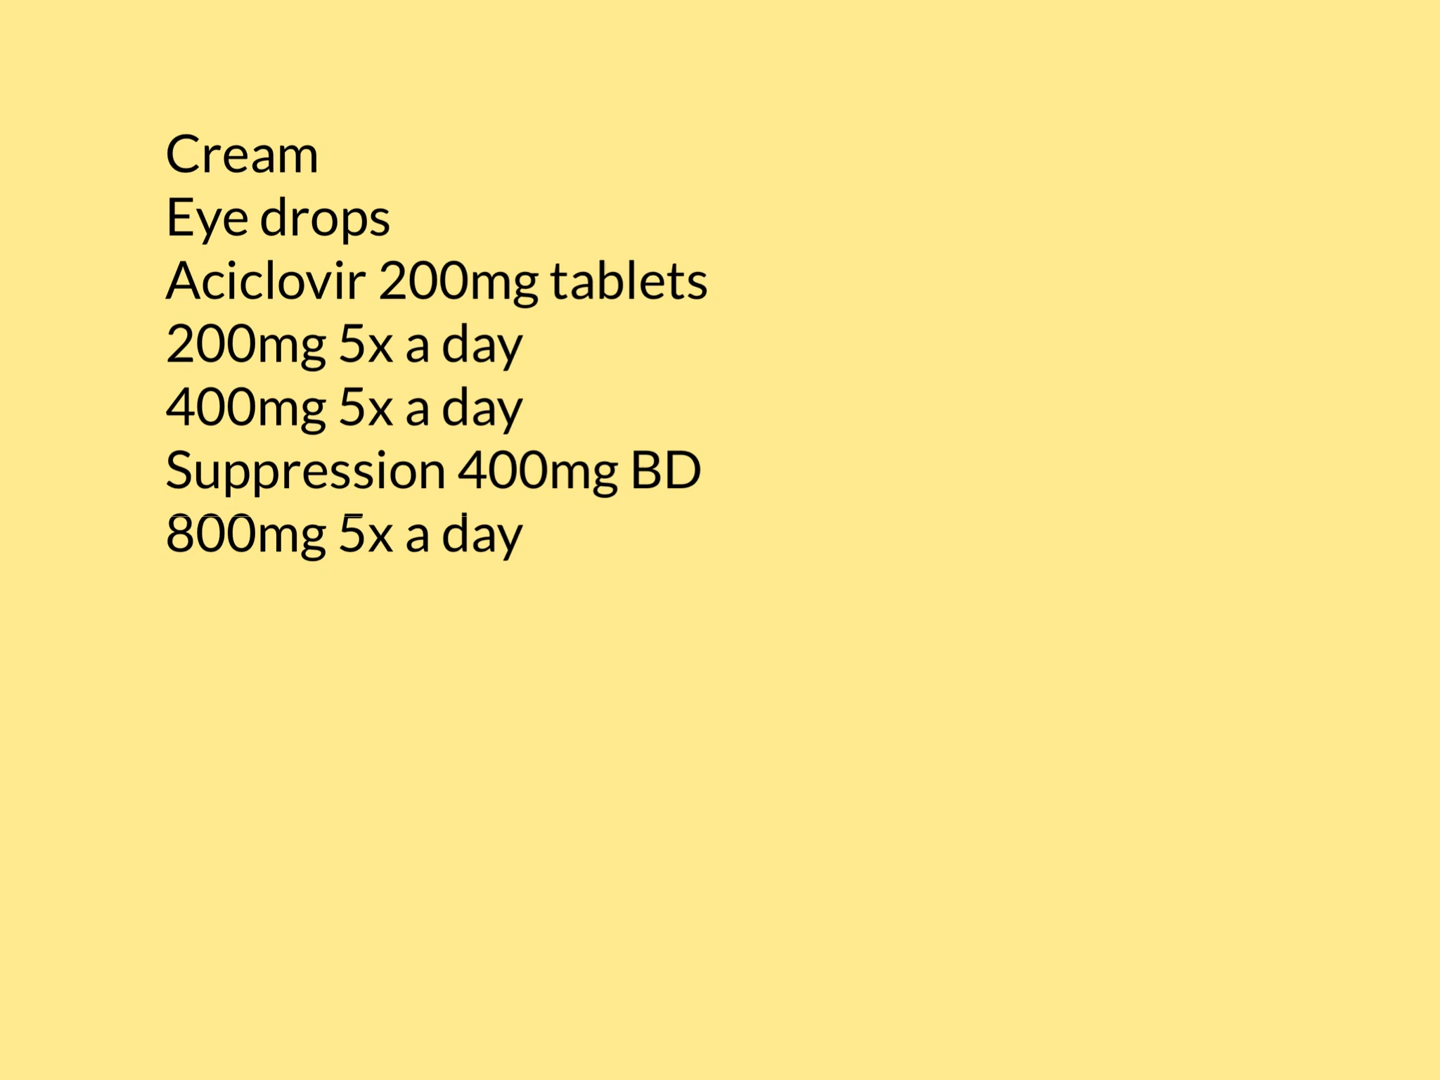 Cream
Eye drops
Aciclovir 200mg tablets
200mg 5x a day
400mg 5x a day
Suppression 400mg BD
800mg 5x a day